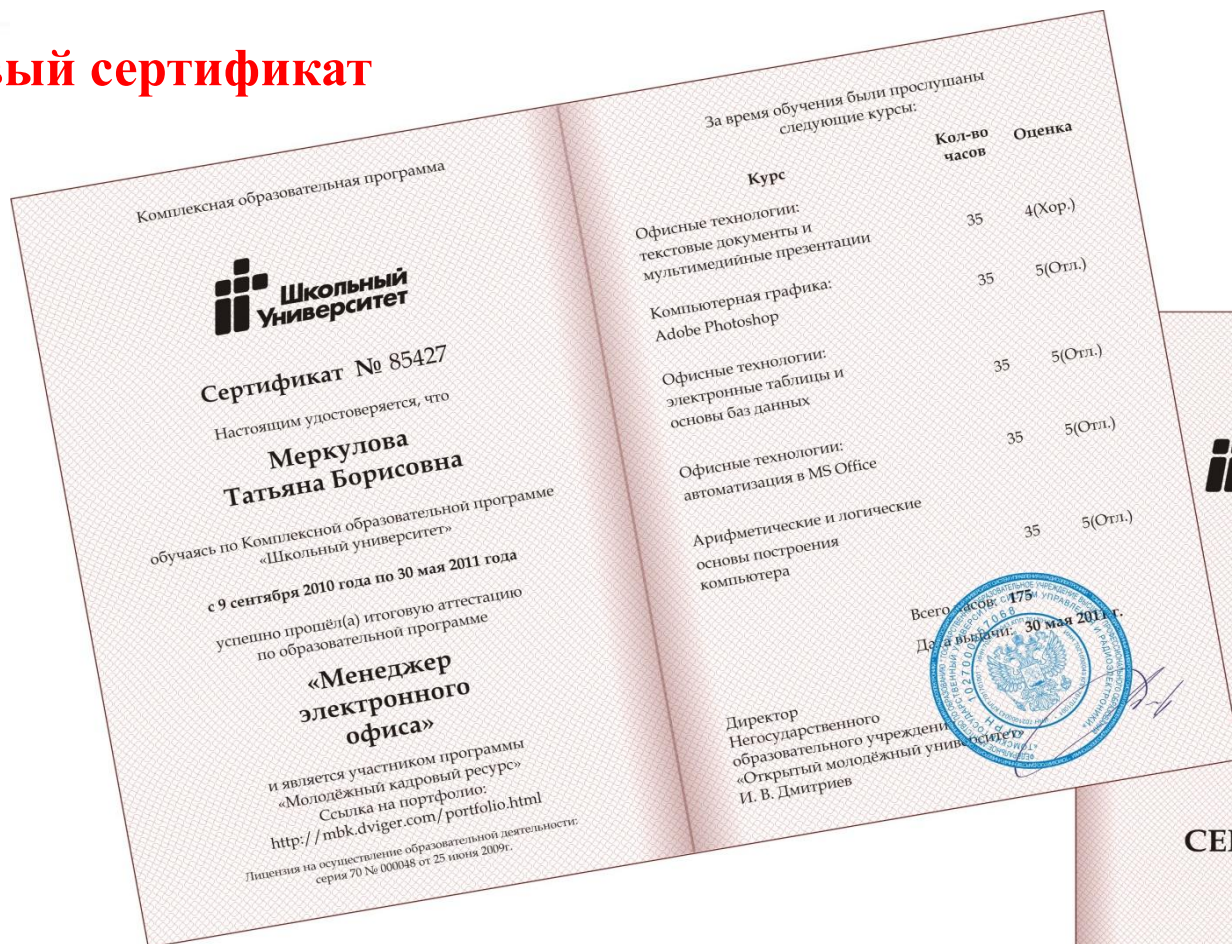 вый сертификат
Комплексная образовательная программа
Школьный
Университет
Сертификат № 85427
Настоящим удостоверяется, что
Меркулова
Татьяна Борисовна
обучаясь по Комплексной образовательной программе
«Школьный университет»
с 9 сентября 2010 года по 30 мая 2011 года
успешно прошёл(а) итоговую аттестацию
по образовательной программе
«Менеджер
электронного
офиса»
и является участником программы
«Молодёжный кадровый ресурс»
Ссылка на портфолио:
http://mbk.dviger.com/portfolio.html
Лицензия на осуществление образовательной деятельности:
серия 70 № 000048 от 25 июня 2009г.
За время обучения были прослушаны
следующие курсы:
Курс Кол-во часов Оценка
Офисные технологии:
текстовые документы и
мультимедийные презентации 35 4(Хор.)
Компьютерная графика:
Adobe Photoshop 35 5(Отл.)
Офисные технологии:
электронные таблицы и
основы баз данных 35 5(Отл.)
Офисные технологии:
автоматизация в MS Office 35 5(Отл.)
Арифметические и логические
основы построения
компьютера 35 5(Отл.)
Всего часов: 175
Дата выдачи: 30 мая 2011 г.
Директор
Негосударственного
образовательного учреждения
«Открытый молодёжный университет»
И. В. Дмитриев
СЕ